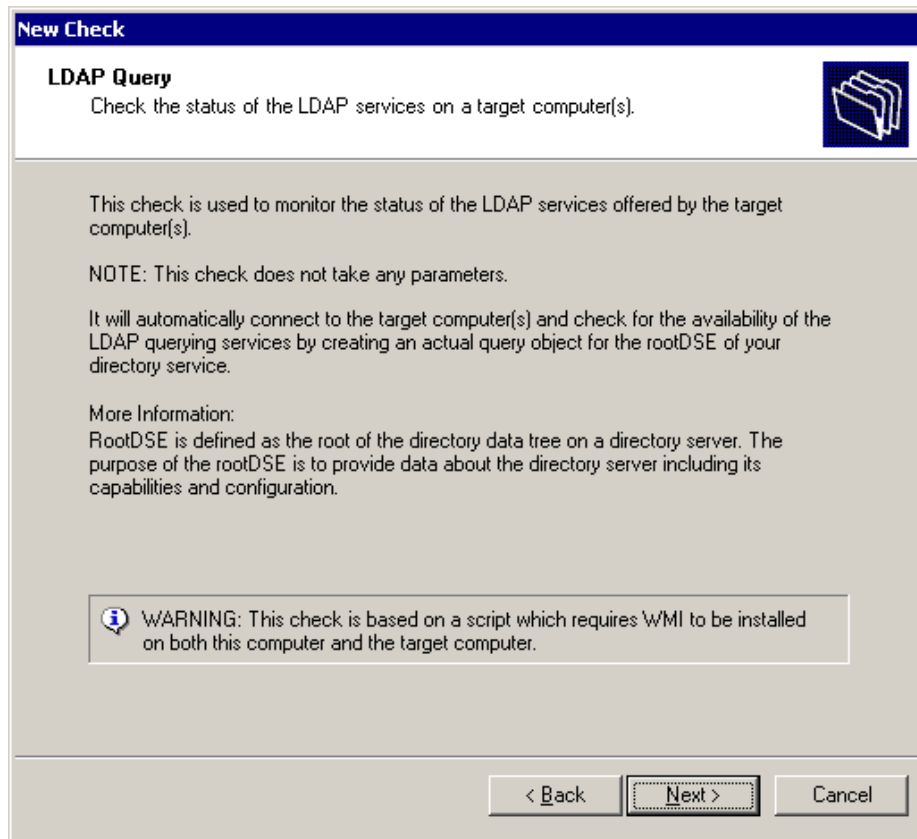 New Check
LDAP Query
Check the status of the LDAP services on a target computer(s).
This check is used to monitor the status of the LDAP services offered by the target
computer(s).
NOTE: This check does not take any parameters.
It will automatically connect to the target computer(s) and check for the availability of the
LDAP querying services by creating an actual query object for the rootDSE of your
directory service.
More Information:
RootDSE is defined as the root of the directory data tree on a directory server. The
purpose of the rootDSE is to provide data about the directory server including its
capabilities and configuration.
WARNING: This check is based on a script which requires WMI to be installed
on both this computer and the target computer.
< Back Next > Cancel